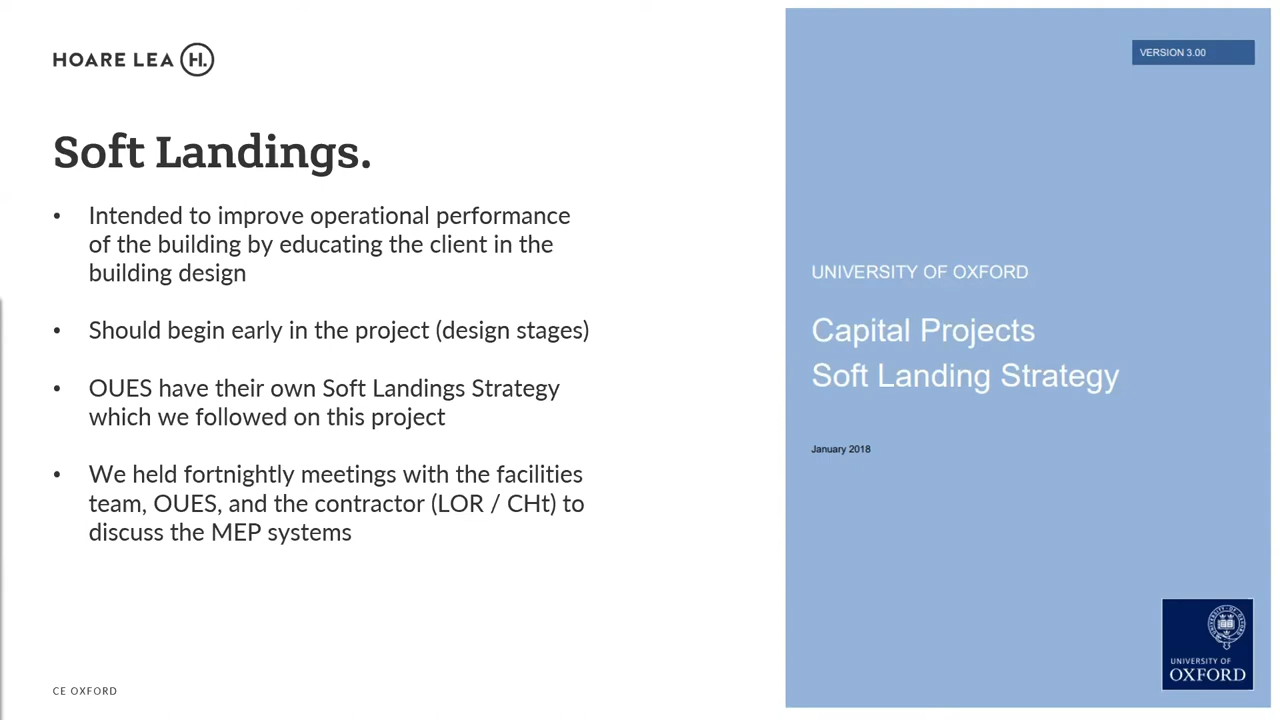 HOARE LEA H.
Soft Landings.
• Intended to improve operational performance
of the building by educating the client in the
building design
• Should begin early in the project (design stages)
• OUES have their own Soft Landings Strategy
which we followed on this project
• We held fortnightly meetings with the facilities
team, OUES, and the contractor (LOR / CHt) to
discuss the MEP systems
CE OXFORD
VERSION 3.00
UNIVERSITY OF OXFORD
Capital Projects
Soft Landing Strategy
January 2018
UNIVERSITY OF
OXFORD